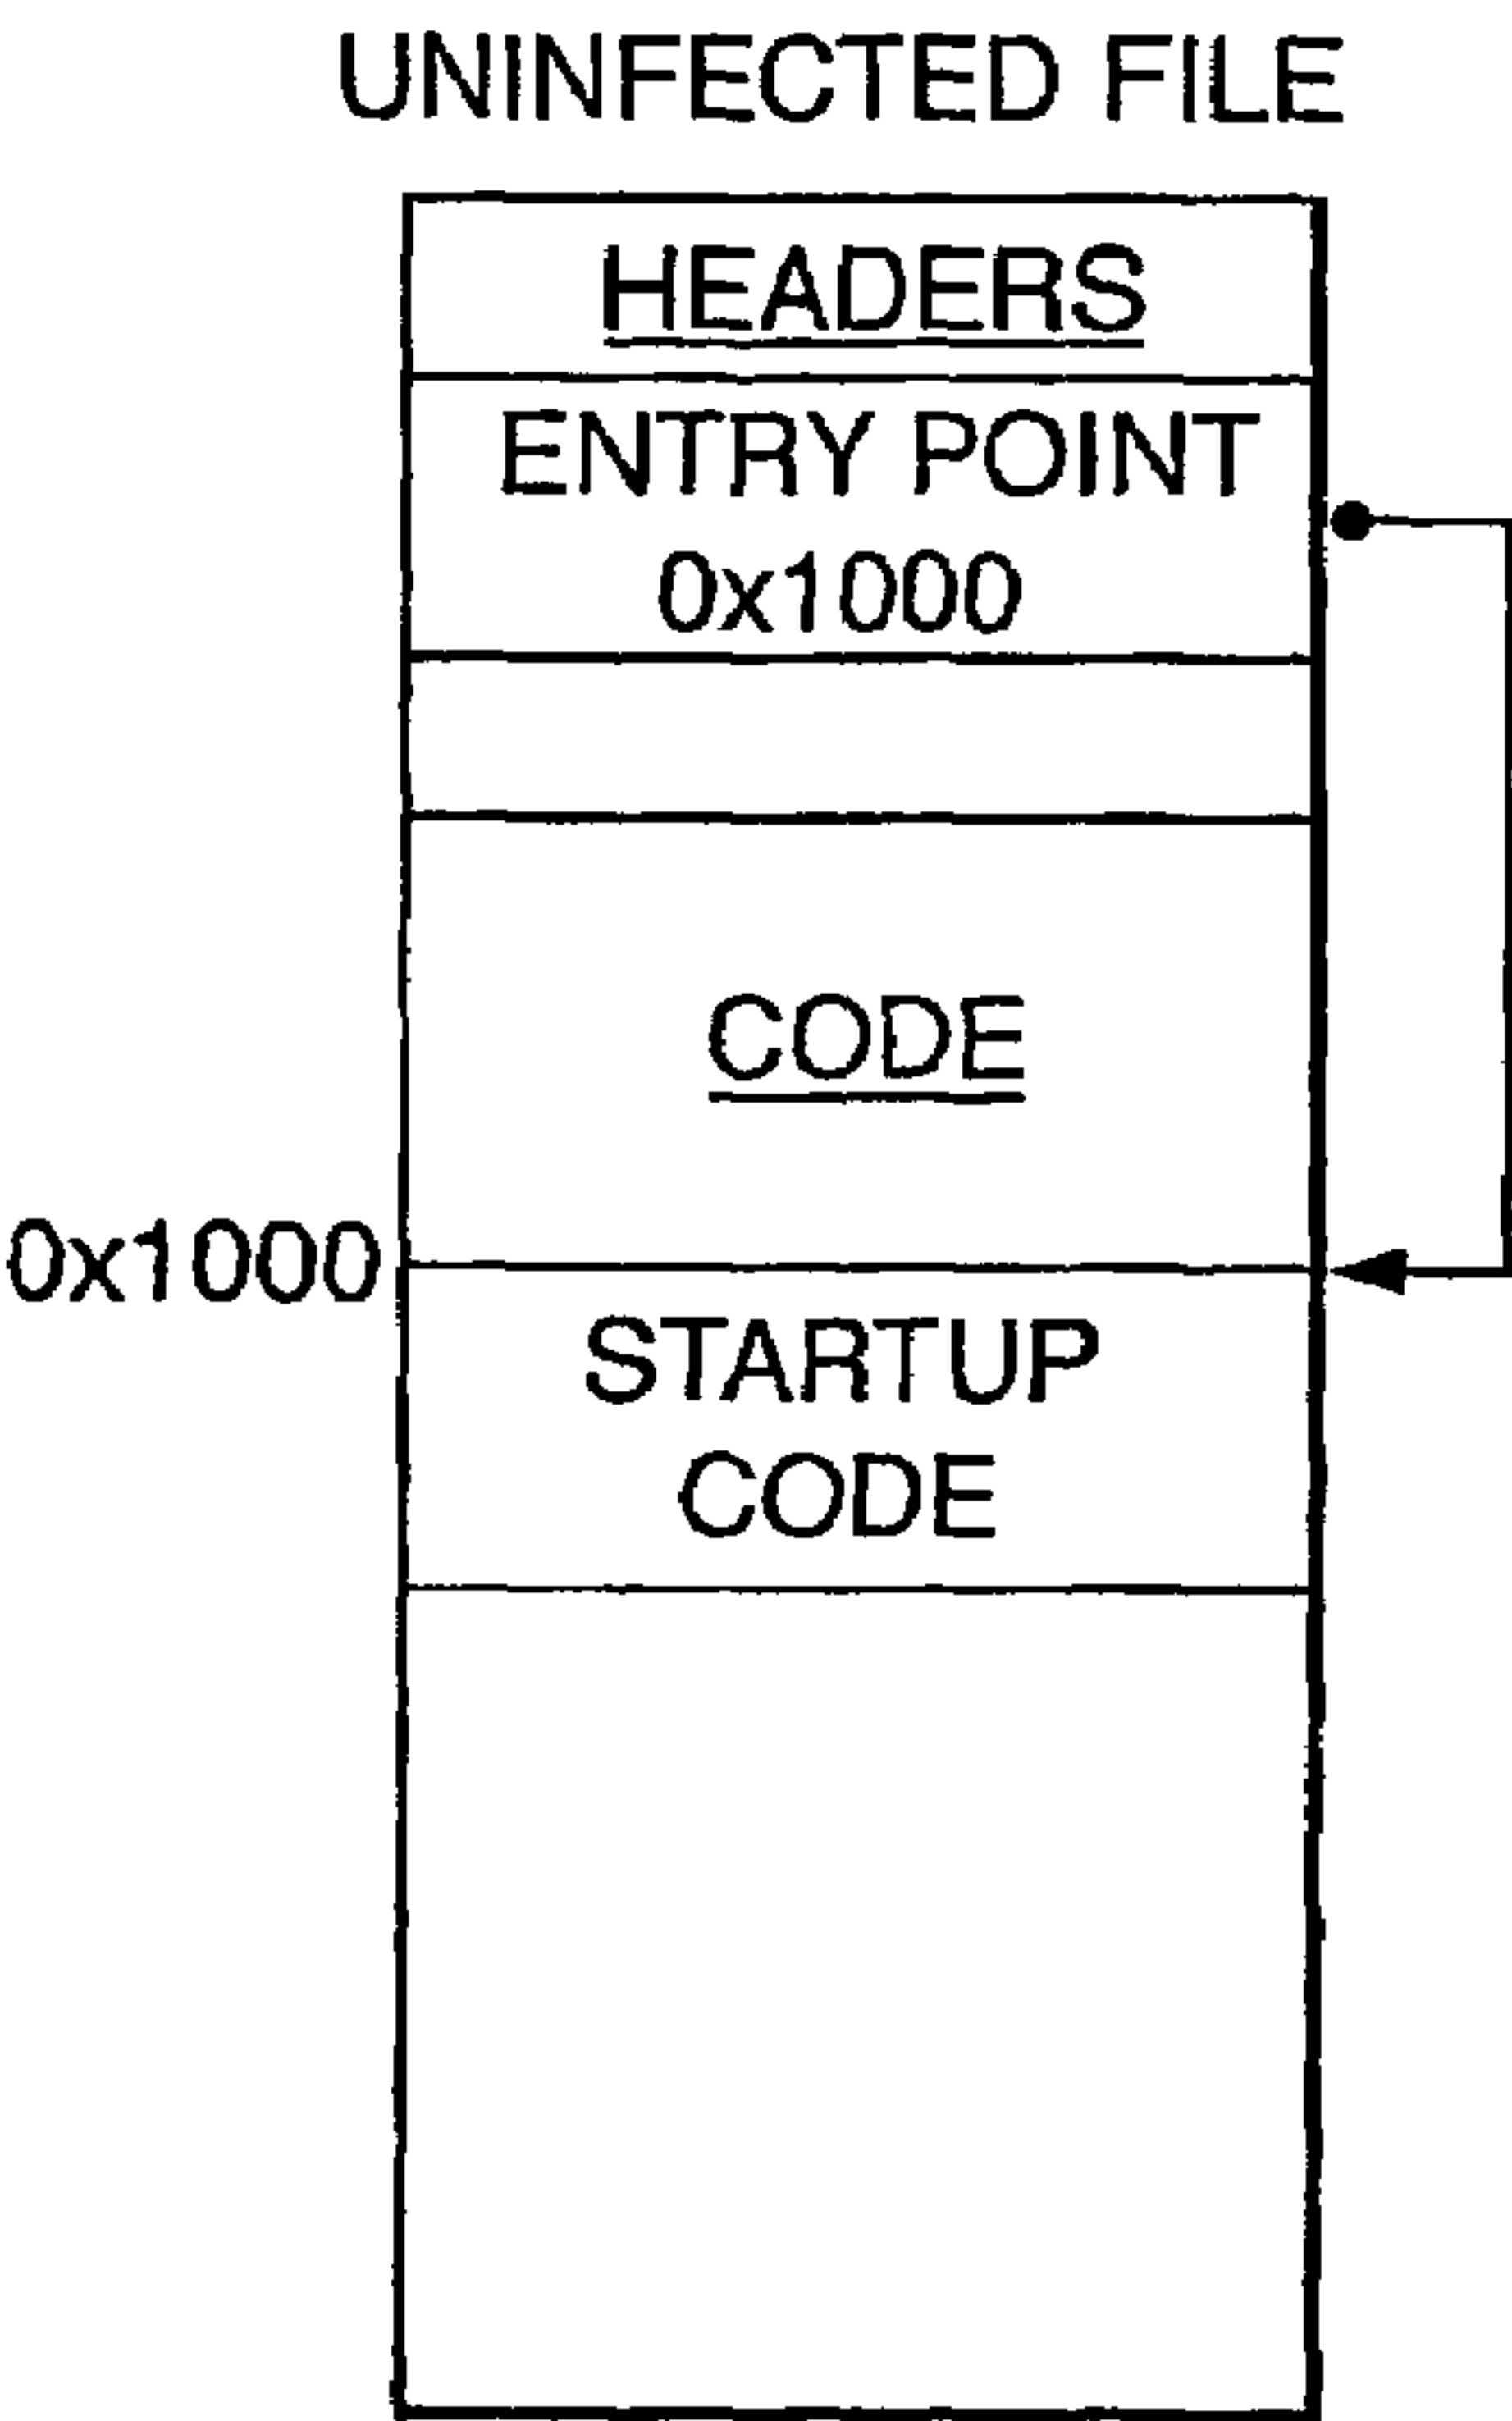 UNINFECTED FILE
HEADERS
ENTRY POINT
0x1000
CODE
0x1000
STARTUP
CODE